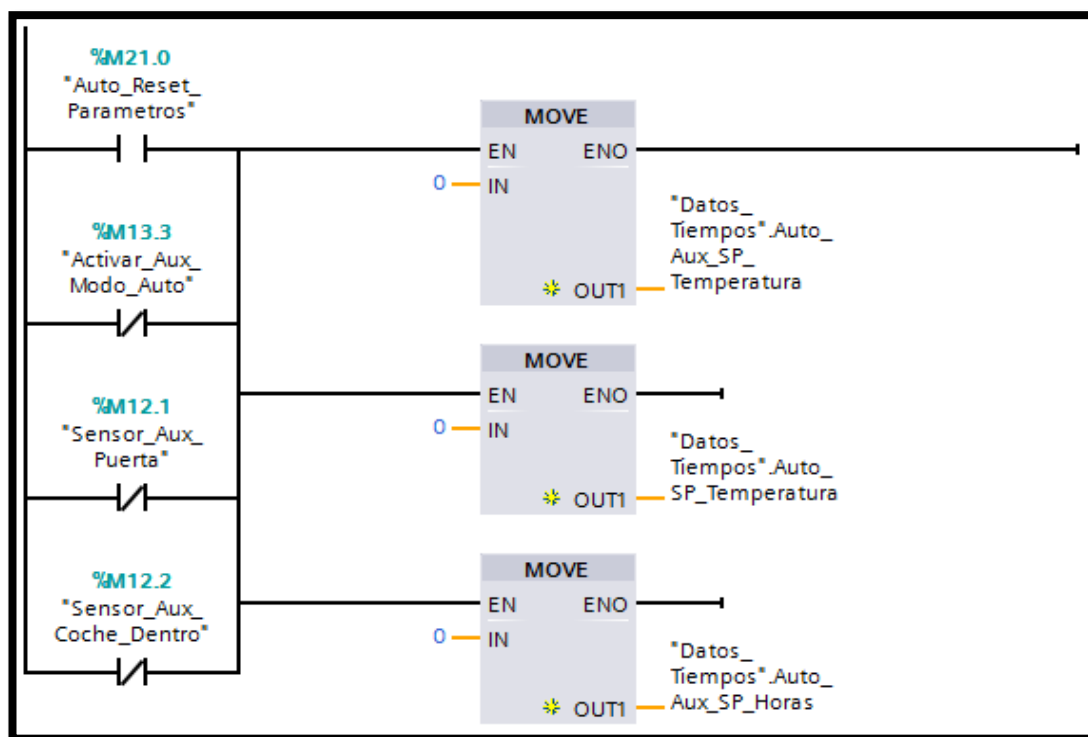 %M21.0
"Auto_Reset_
Parametros"
MOVE
EN ENO
0 IN
"Datos_
Tiempos".Auto_
Aux_SP_
OUT1 Temperatura
%M13.3
"Activar_Aux_
Modo_Auto"
MOVE
EN ENO
0 IN
"Datos_
Tiempos".Auto_
OUT1 SP_Temperatura
%M12.1
"Sensor_Aux_
Puerta"
MOVE
EN ENO
0 IN
"Datos_
Tiempos".Auto_
OUT1 Aux_SP_Horas
%M12.2
"Sensor_Aux_
Coche_Dentro"